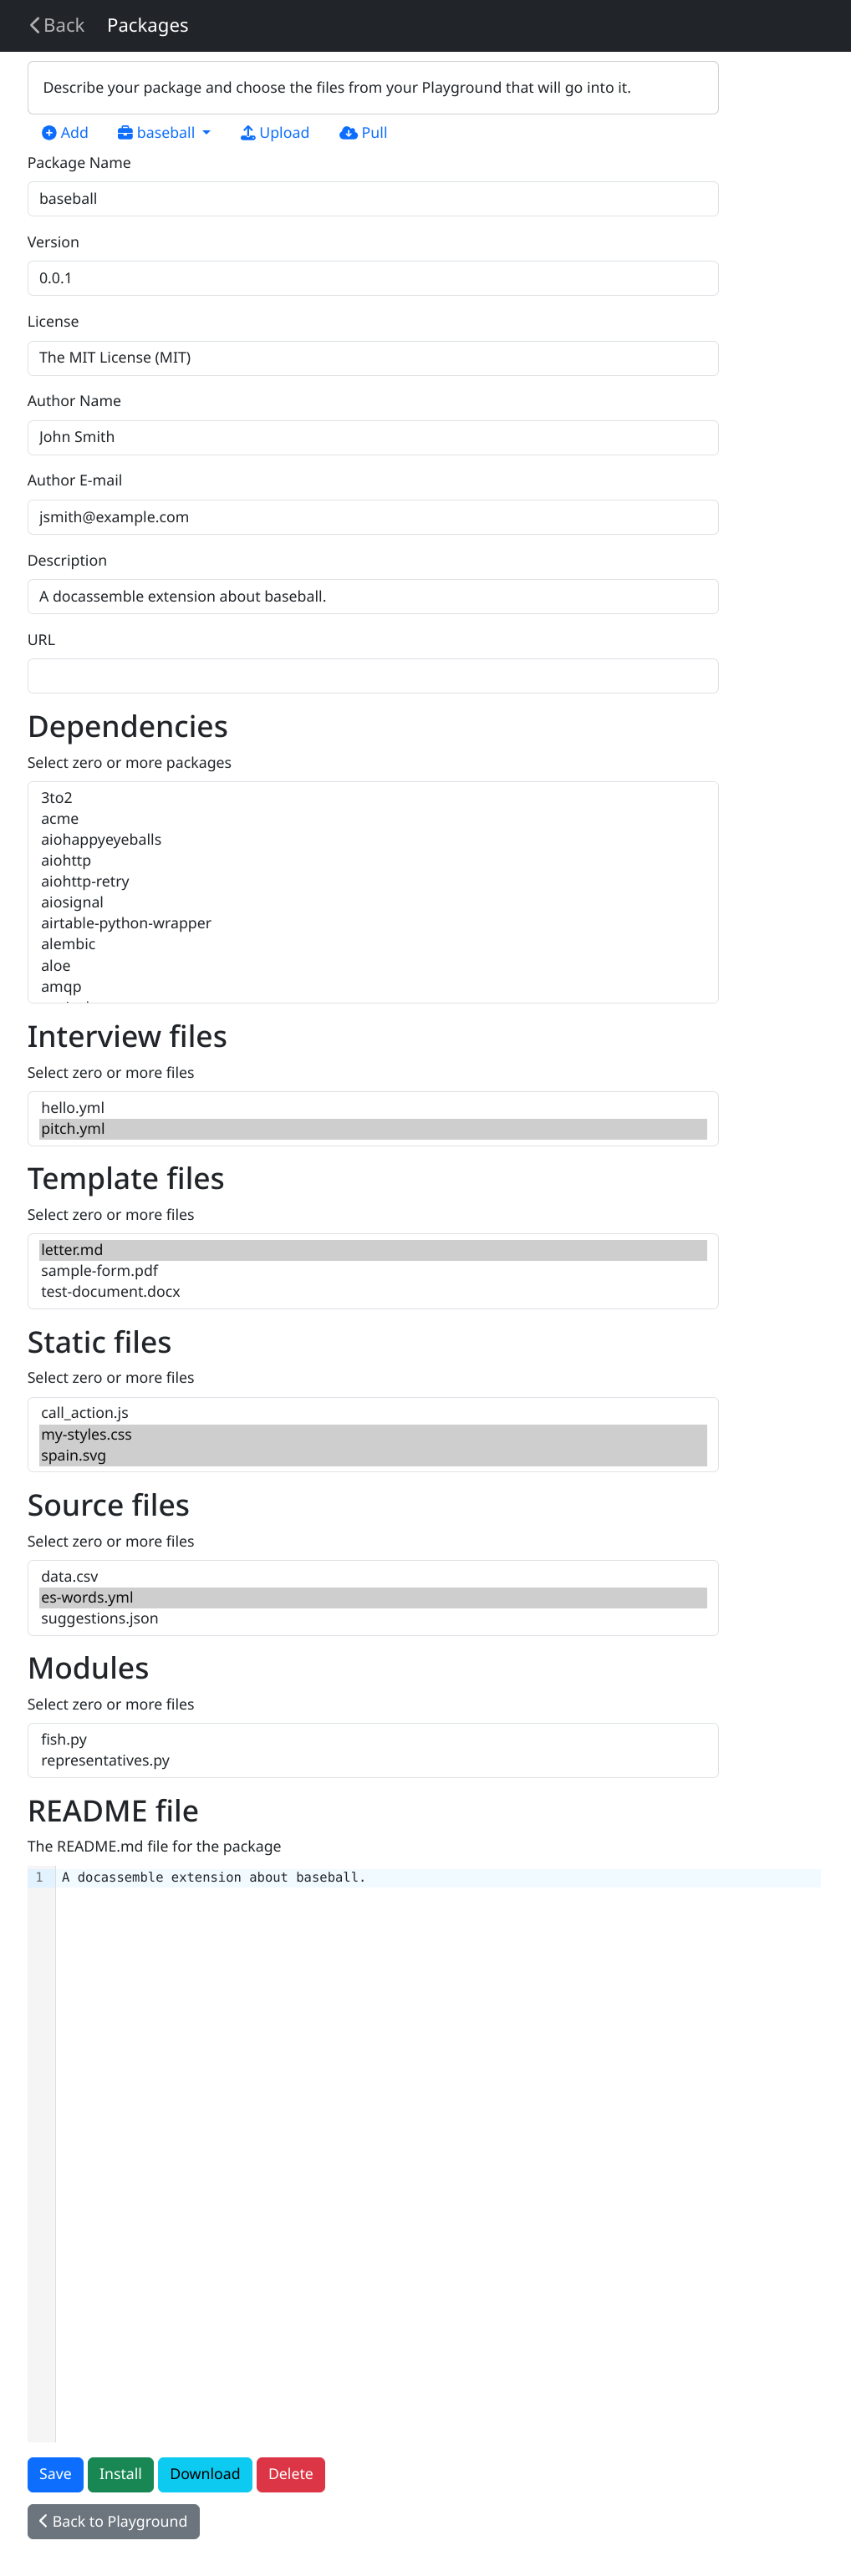 Back Packages
Describe your package and choose the files from your Playground that will go into it.
Add baseball Upload Pull
Package Name
baseball
Version
0.0.1
License
The MIT License (MIT)
Author Name
John Smith
Author E-mail
jsmith@example.com
Description
A docassemble extension about baseball.
URL
Dependencies
Select zero or more packages
3to2
acme
aiohappyeyeballs
aiohttp
aiohttp-retry
aiosignal
airtable-python-wrapper
alembic
aloe
amqp
Interview files
Select zero or more files
hello.yml
pitch.yml
Template files
Select zero or more files
letter.md
sample-form.pdf
test-document.docx
Static files
Select zero or more files
call_action.js
my-styles.css
spain.svg
Source files
Select zero or more files
data.csv
es-words.yml
suggestions.json
Modules
Select zero or more files
fish.py
representatives.py
README file
The README.md file for the package
1 A docassemble extension about baseball.
Save Install Download Delete
Back to Playground